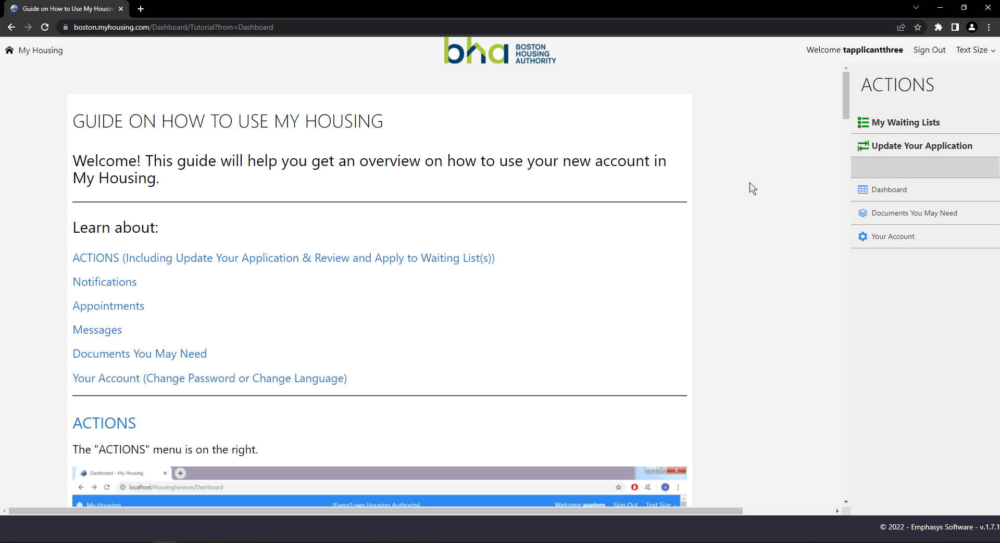 Guide on How to Use My Housin
boston.myhousing.com/Dashboard/Tutorial?from=Dashboard
My Housing
bha BOSTON HOUSING AUTHORITY
Welcome tapplicantthree Sign Out Text Size
GUIDE ON HOW TO USE MY HOUSING
Welcome! This guide will help you get an overview on how to use your new account in
My Housing.
Learn about:
ACTIONS (Including Update Your Application & Review and Apply to Waiting List(s))
Notifications
Appointments
Messages
Documents You May Need
Your Account (Change Password or Change Language)
ACTIONS
The "ACTIONS" menu is on the right.
Dashboard - My Housing
localhost/HousingServices/Dashboard
A
My Housing [EveryTown Housing Authority] Welcome apeters Sign Out Text Size
ACTIONS
My Waiting Lists
Update Your Application
Dashboard
Documents You May Need
Your Account
© 2022 - Emphasys Software - v.1.7.1